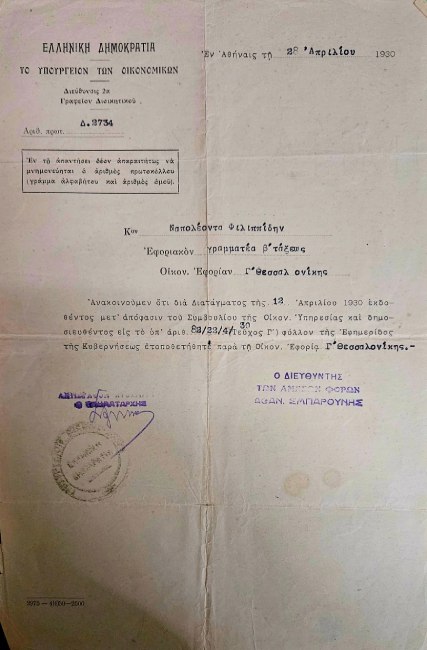 ΕΛΛΗΝΙΚΗ ΔΗΜΟΚΡΑΤΙΑ
ΤΟ ΥΠΟΥΡΓΕΙΟΝ ΤΩΝ ΟΙΚΟΝΟΜΙΚΩΝ
Διεύθυνσις 2α
Γραφεῖον Διοικητικοῦ
Δ.2734
Ἀριθ. πρωτ.
Ἐν τῇ ἀπαντήσει δέον ἀπαραιτήτως νὰ
μνημονεύηται ὁ ἀριθμὸς πρωτοκόλλου
(γράμμα ἀλφαβήτου καὶ ἀριθμὸς ὁμοῦ).
Ἐν Ἀθήναις τῇ 28 Ἀπριλίου 1930
Κον Ναπολέοντα Φιλιππίδην
Ἐφοριακὸν γραμματέα β΄τάξεως
Οἰκον. Ἐφορίαν Γ΄Θεσσαλονίκης
Ἀνακοινοῦμεν ὅτι διὰ Διατάγματος τῆς 12 Ἀπριλίου 1930 ἐκδο-
θέντος μετ' ἀπόφασιν τοῦ Συμβουλίου τῆς Οἰκον. Ὑπηρεσίας καὶ δημο-
σιευθέντος εἰς τὸ ὑπ' ἀριθ. 82/23/4/30 (Τεῦχος Γ') φύλλον τῆς Ἐφημερίδος
τῆς Κυβερνήσεως ἐτοποθετήθητε παρὰ τῇ Οἰκον. Ἐφορίᾳ Γ΄Θεσσαλονίκης.-
Ο ΔΙΕΥΘΥΝΤΗΣ
ΤΩΝ ΑΜΕΣΩΝ ΦΟΡΩΝ
ΑΘΑΝ. ΕΜΠΑΡΟΥΝΗΣ
Ο ΤΜΗΜΑΤΑΡΧΗΣ